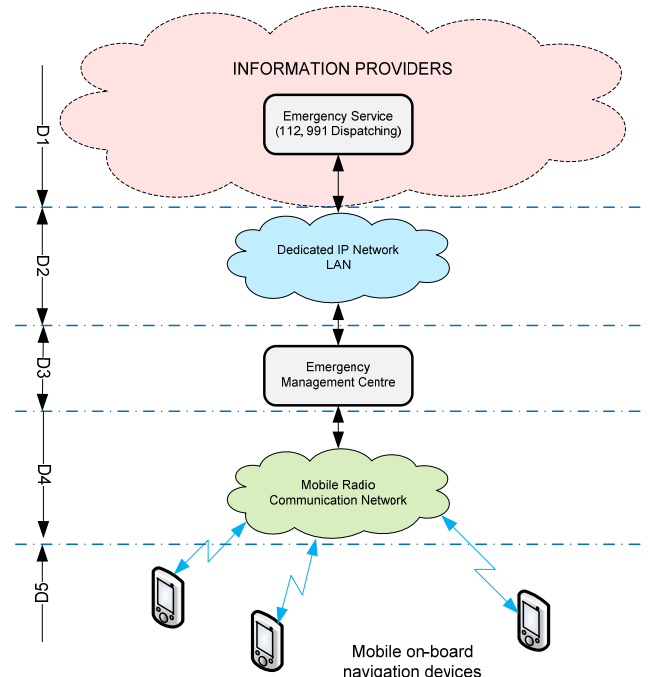 INFORMATION PROVIDERS
Emergency Service
(112, 991 Dispatching)
D1
Dedicated IP Network
LAN
D2
Emergency
Management Centre
D3
Mobile Radio
Communication Network
D4
D5
Mobile on-board
navigation devices